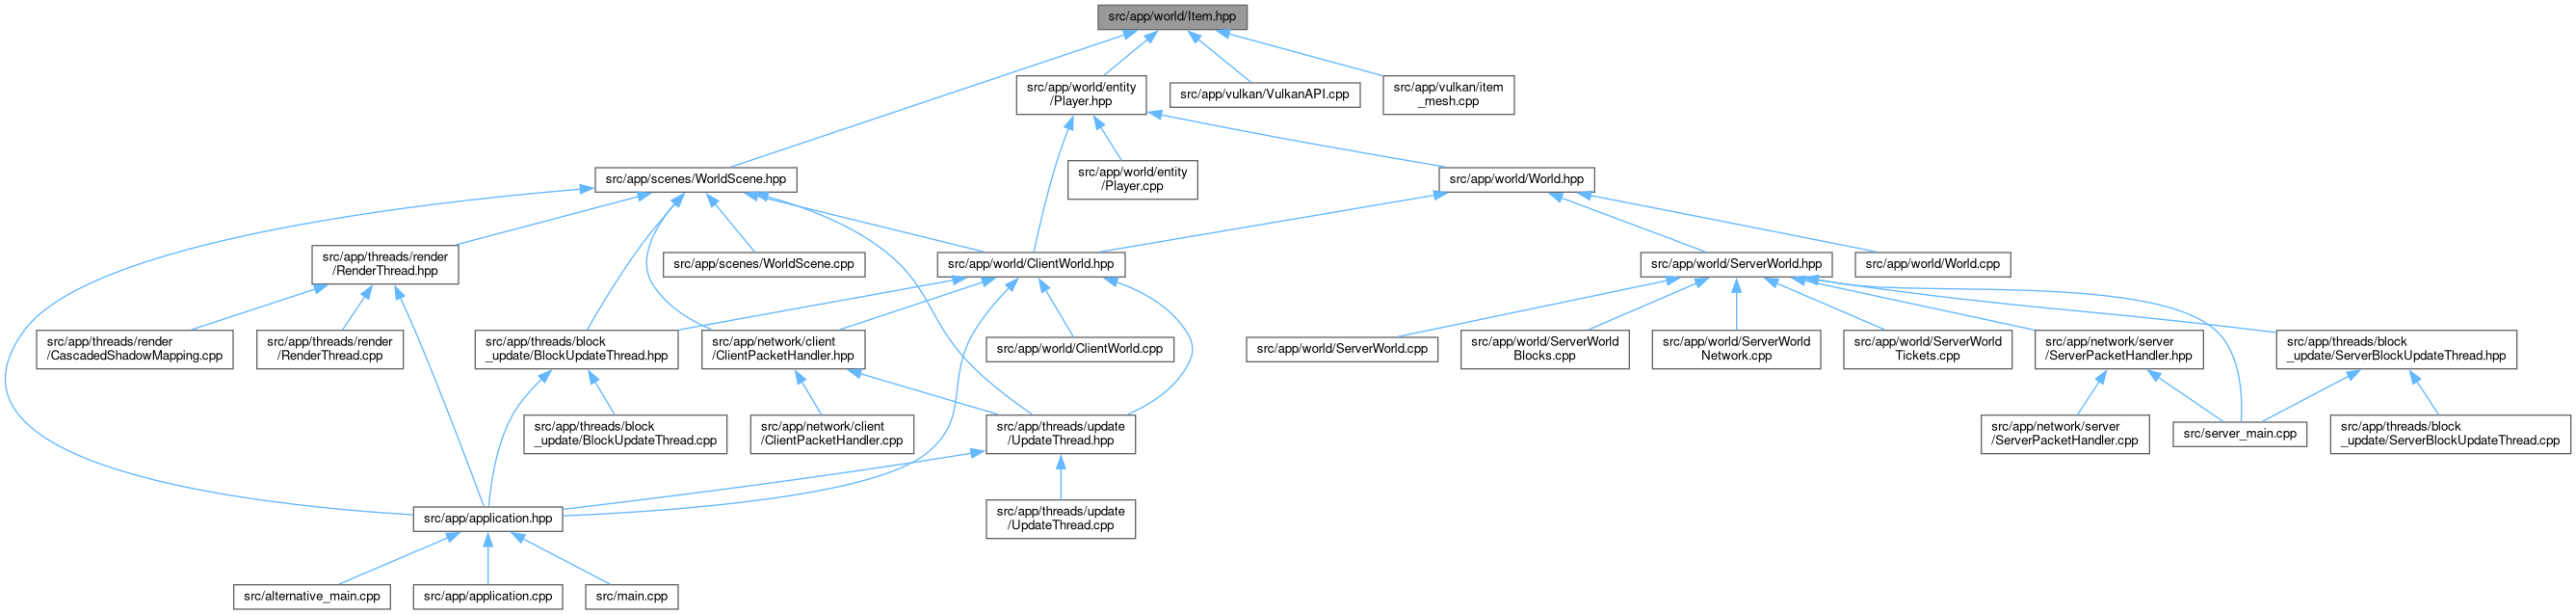 src/app/world/Item.hpp
src/app/world/entity
/Player.hpp
src/app/vulkan/VulkanAPI.cpp
src/app/vulkan/item
_mesh.cpp
src/app/scenes/WorldScene.hpp
src/app/world/entity
/Player.cpp
src/app/world/World.hpp
src/app/threads/render
/RenderThread.hpp
src/app/scenes/WorldScene.cpp
src/app/world/ClientWorld.hpp
src/app/world/ServerWorld.hpp
src/app/world/World.cpp
src/app/threads/render
/CascadedShadowMapping.cpp
src/app/threads/render
/RenderThread.cpp
src/app/threads/block
_update/BlockUpdateThread.hpp
src/app/network/client
/ClientPacketHandler.hpp
src/app/world/ClientWorld.cpp
src/app/world/ServerWorld.cpp
src/app/world/ServerWorld
Blocks.cpp
src/app/world/ServerWorld
Network.cpp
src/app/world/ServerWorld
Tickets.cpp
src/app/network/server
/ServerPacketHandler.hpp
src/app/threads/block
_update/ServerBlockUpdateThread.hpp
src/app/threads/block
_update/BlockUpdateThread.cpp
src/app/network/client
/ClientPacketHandler.cpp
src/app/threads/update
/UpdateThread.hpp
src/app/network/server
/ServerPacketHandler.cpp
src/server_main.cpp
src/app/threads/block
_update/ServerBlockUpdateThread.cpp
src/app/application.hpp
src/app/threads/update
/UpdateThread.cpp
src/alternative_main.cpp
src/app/application.cpp
src/main.cpp